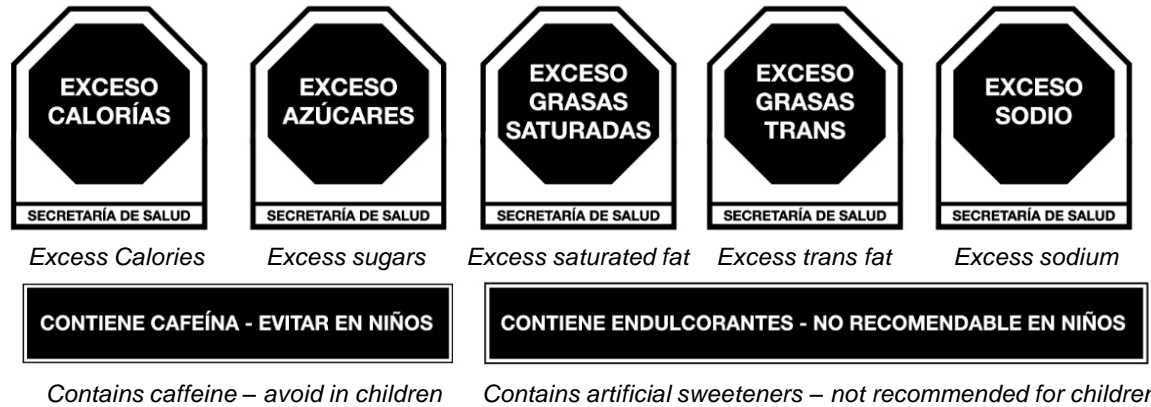 EXCESO
CALORÍAS
SECRETARÍA DE SALUD
EXCESO
AZÚCARES
SECRETARÍA DE SALUD
EXCESO
GRASAS
SATURADAS
SECRETARÍA DE SALUD
EXCESO
GRASAS
TRANS
SECRETARÍA DE SALUD
EXCESO
SODIO
SECRETARÍA DE SALUD
Excess Calories
Excess sugars
Excess saturated fat
Excess trans fat
Excess sodium
CONTIENE CAFEÍNA - EVITAR EN NIÑOS
CONTIENE ENDULCORANTES - NO RECOMENDABLE EN NIÑOS
Contains caffeine – avoid in children
Contains artificial sweeteners – not recommended for children